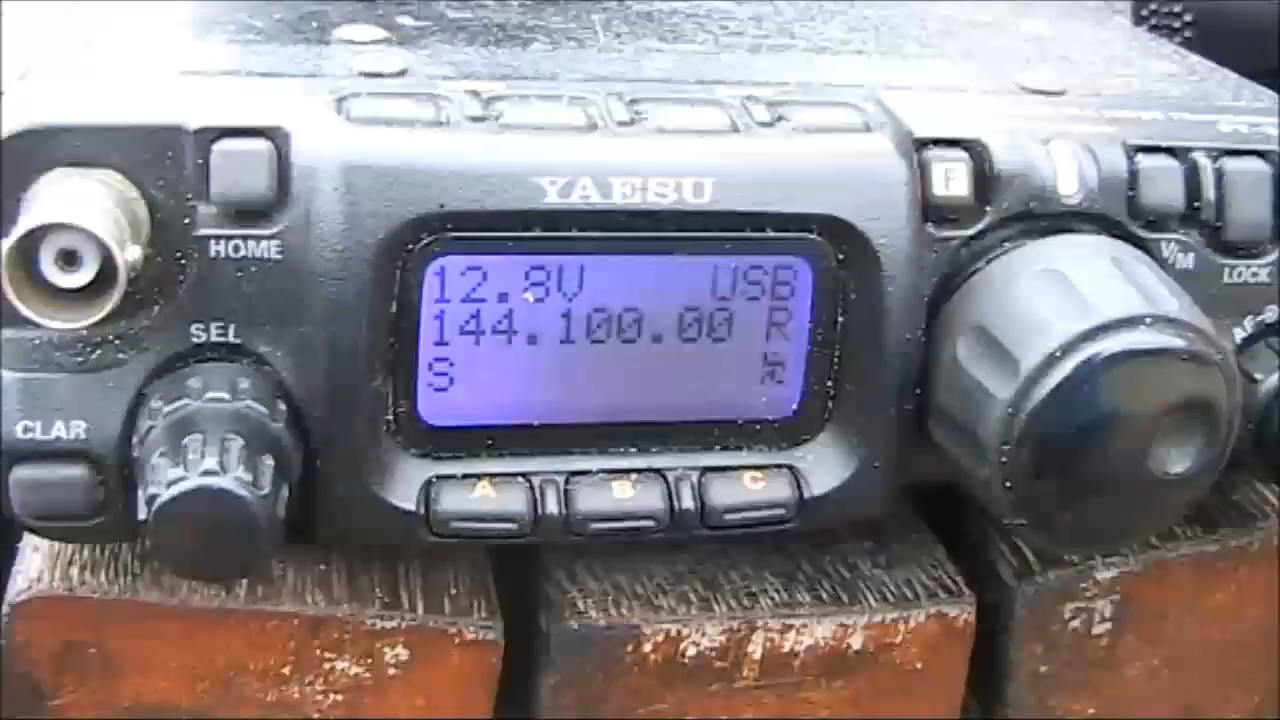 YAESU
HOME
F
V/M
LOCK
12.8V USB
144.100.00 R
S
SEL
CLAR
A B C